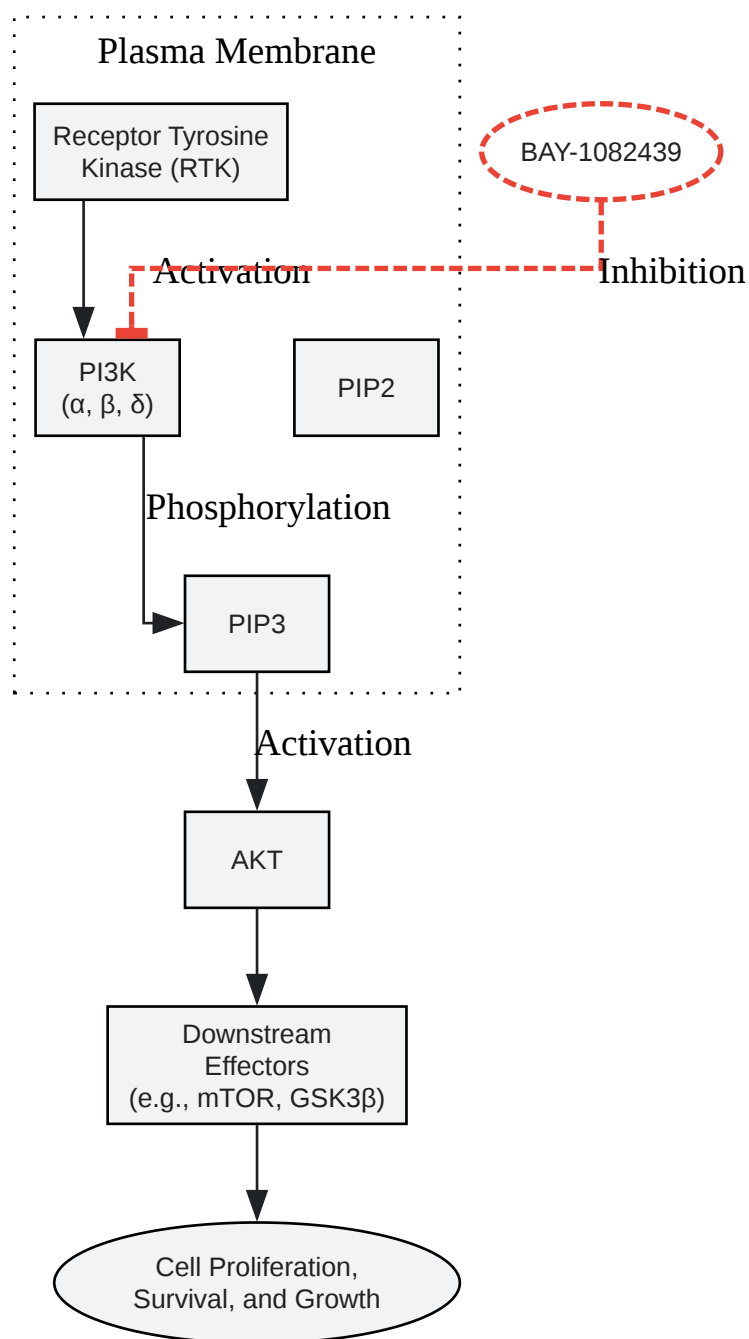 Plasma Membrane
Receptor Tyrosine
Kinase (RTK)
BAY-1082439
Activation
Inhibition
PI3K
(α, β, δ)
PIP2
Phosphorylation
PIP3
Activation
AKT
Downstream
Effectors
(e.g., mTOR, GSK3β)
Cell Proliferation,
Survival, and Growth